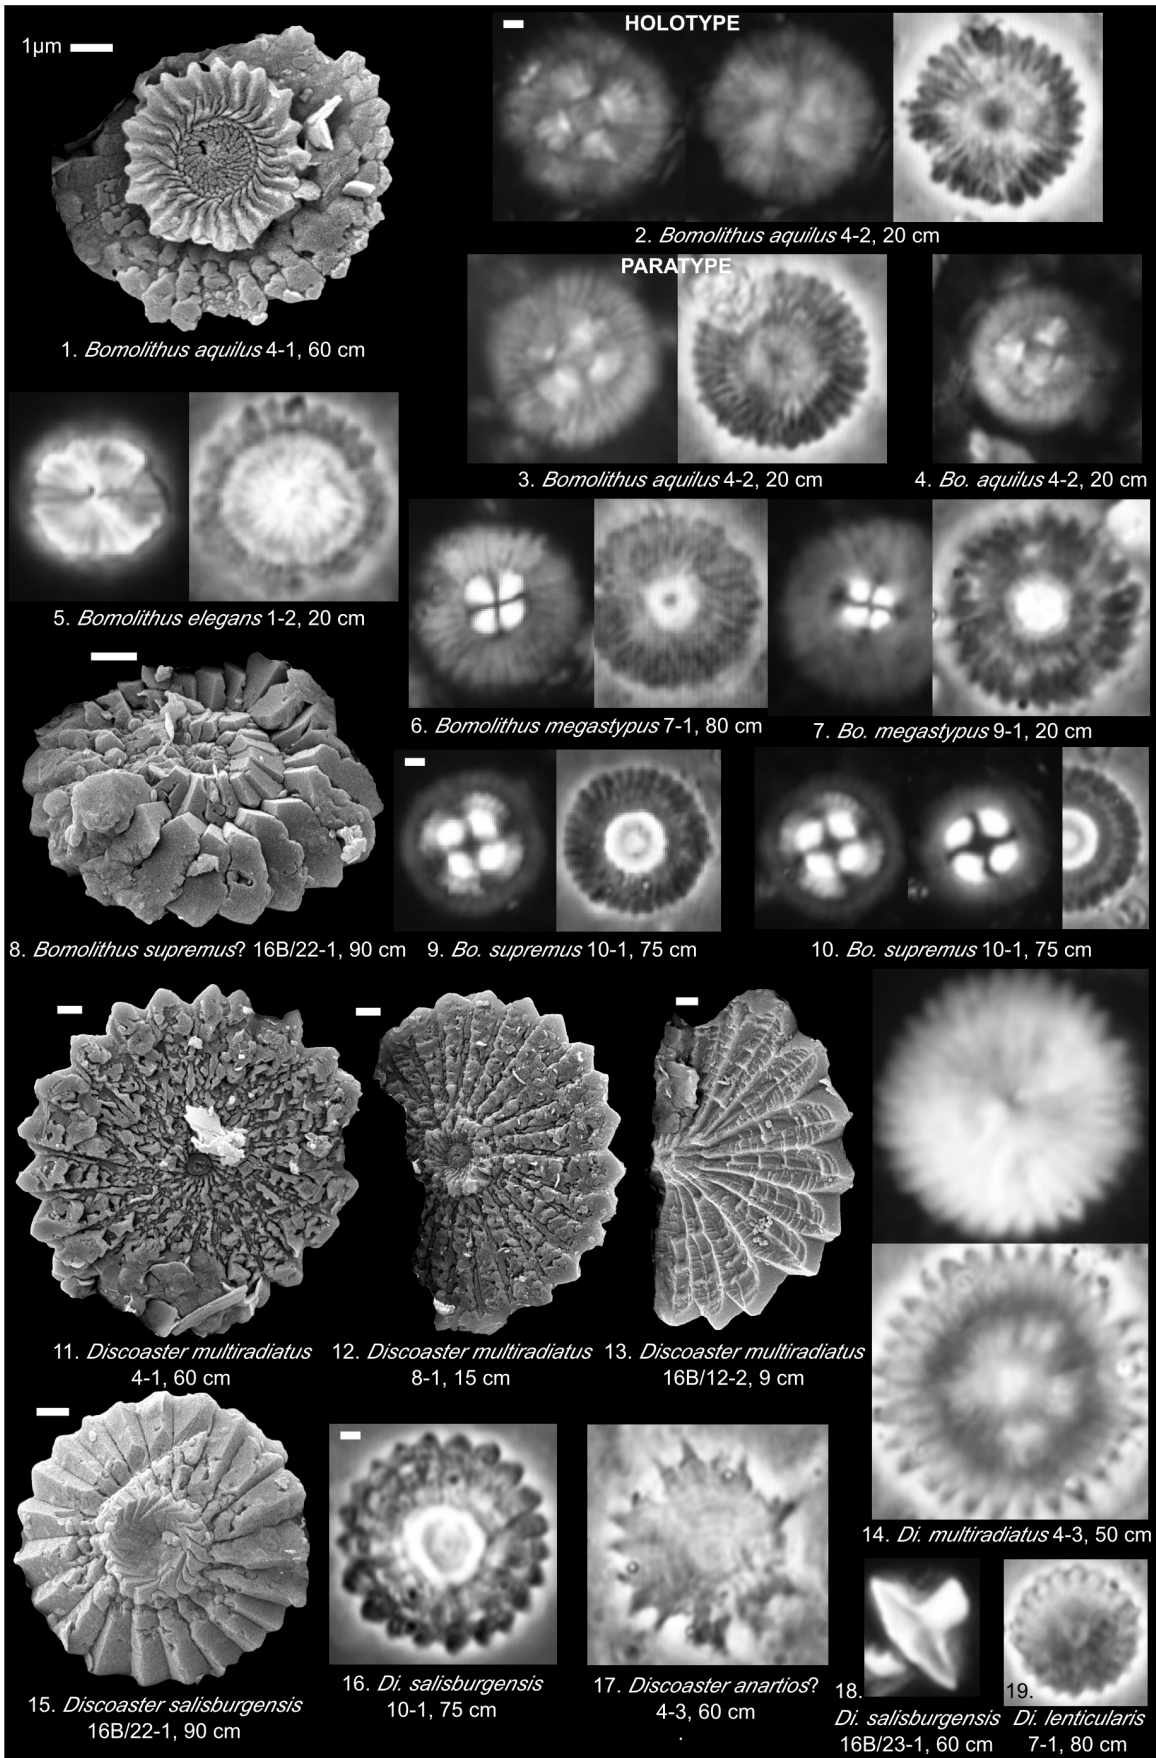 1µm
HOLOTYPE
2. Bomolithus aquilus 4-2, 20 cm
PARATYPE
1. Bomolithus aquilus 4-1, 60 cm
3. Bomolithus aquilus 4-2, 20 cm
4. Bo. aquilus 4-2, 20 cm
5. Bomolithus elegans 1-2, 20 cm
6. Bomolithus megastypus 7-1, 80 cm
7. Bo. megastypus 9-1, 20 cm
8. Bomolithus supremus? 16B/22-1, 90 cm
9. Bo. supremus 10-1, 75 cm
10. Bo. supremus 10-1, 75 cm
11. Discoaster multiradiatus
4-1, 60 cm
12. Discoaster multiradiatus
8-1, 15 cm
13. Discoaster multiradiatus
16B/12-2, 9 cm
14. Di. multiradiatus 4-3, 50 cm
15. Discoaster salisburgensis
16B/22-1, 90 cm
16. Di. salisburgensis
10-1, 75 cm
17. Discoaster anartios?
4-3, 60 cm
.
18.
Di. salisburgensis
16B/23-1, 60 cm
19.
Di. lenticularis
7-1, 80 cm